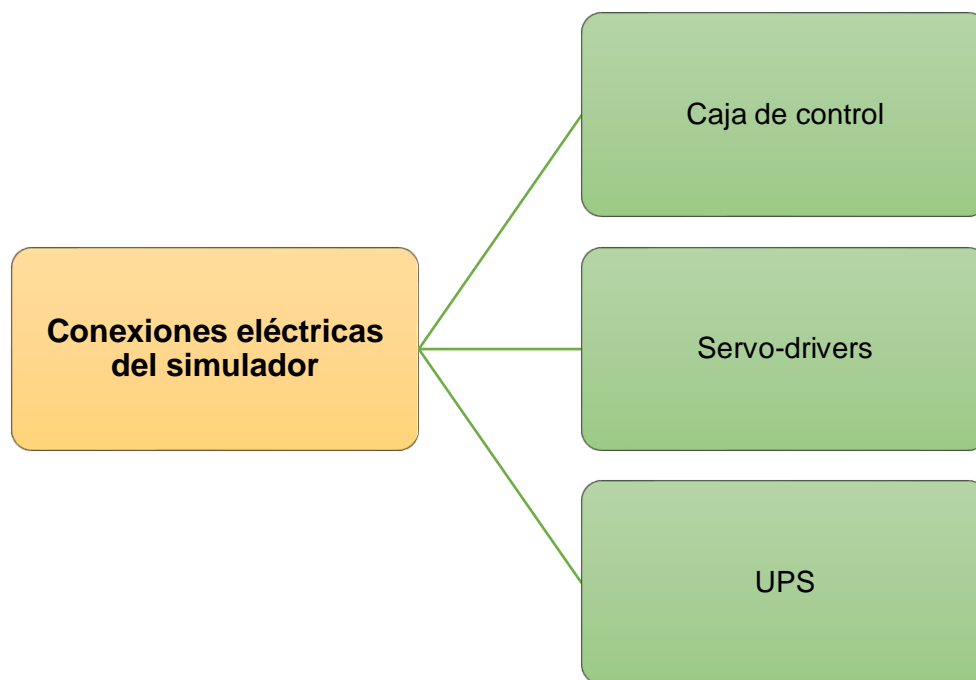 Caja de control
Conexiones eléctricas
del simulador
Servo-drivers
UPS